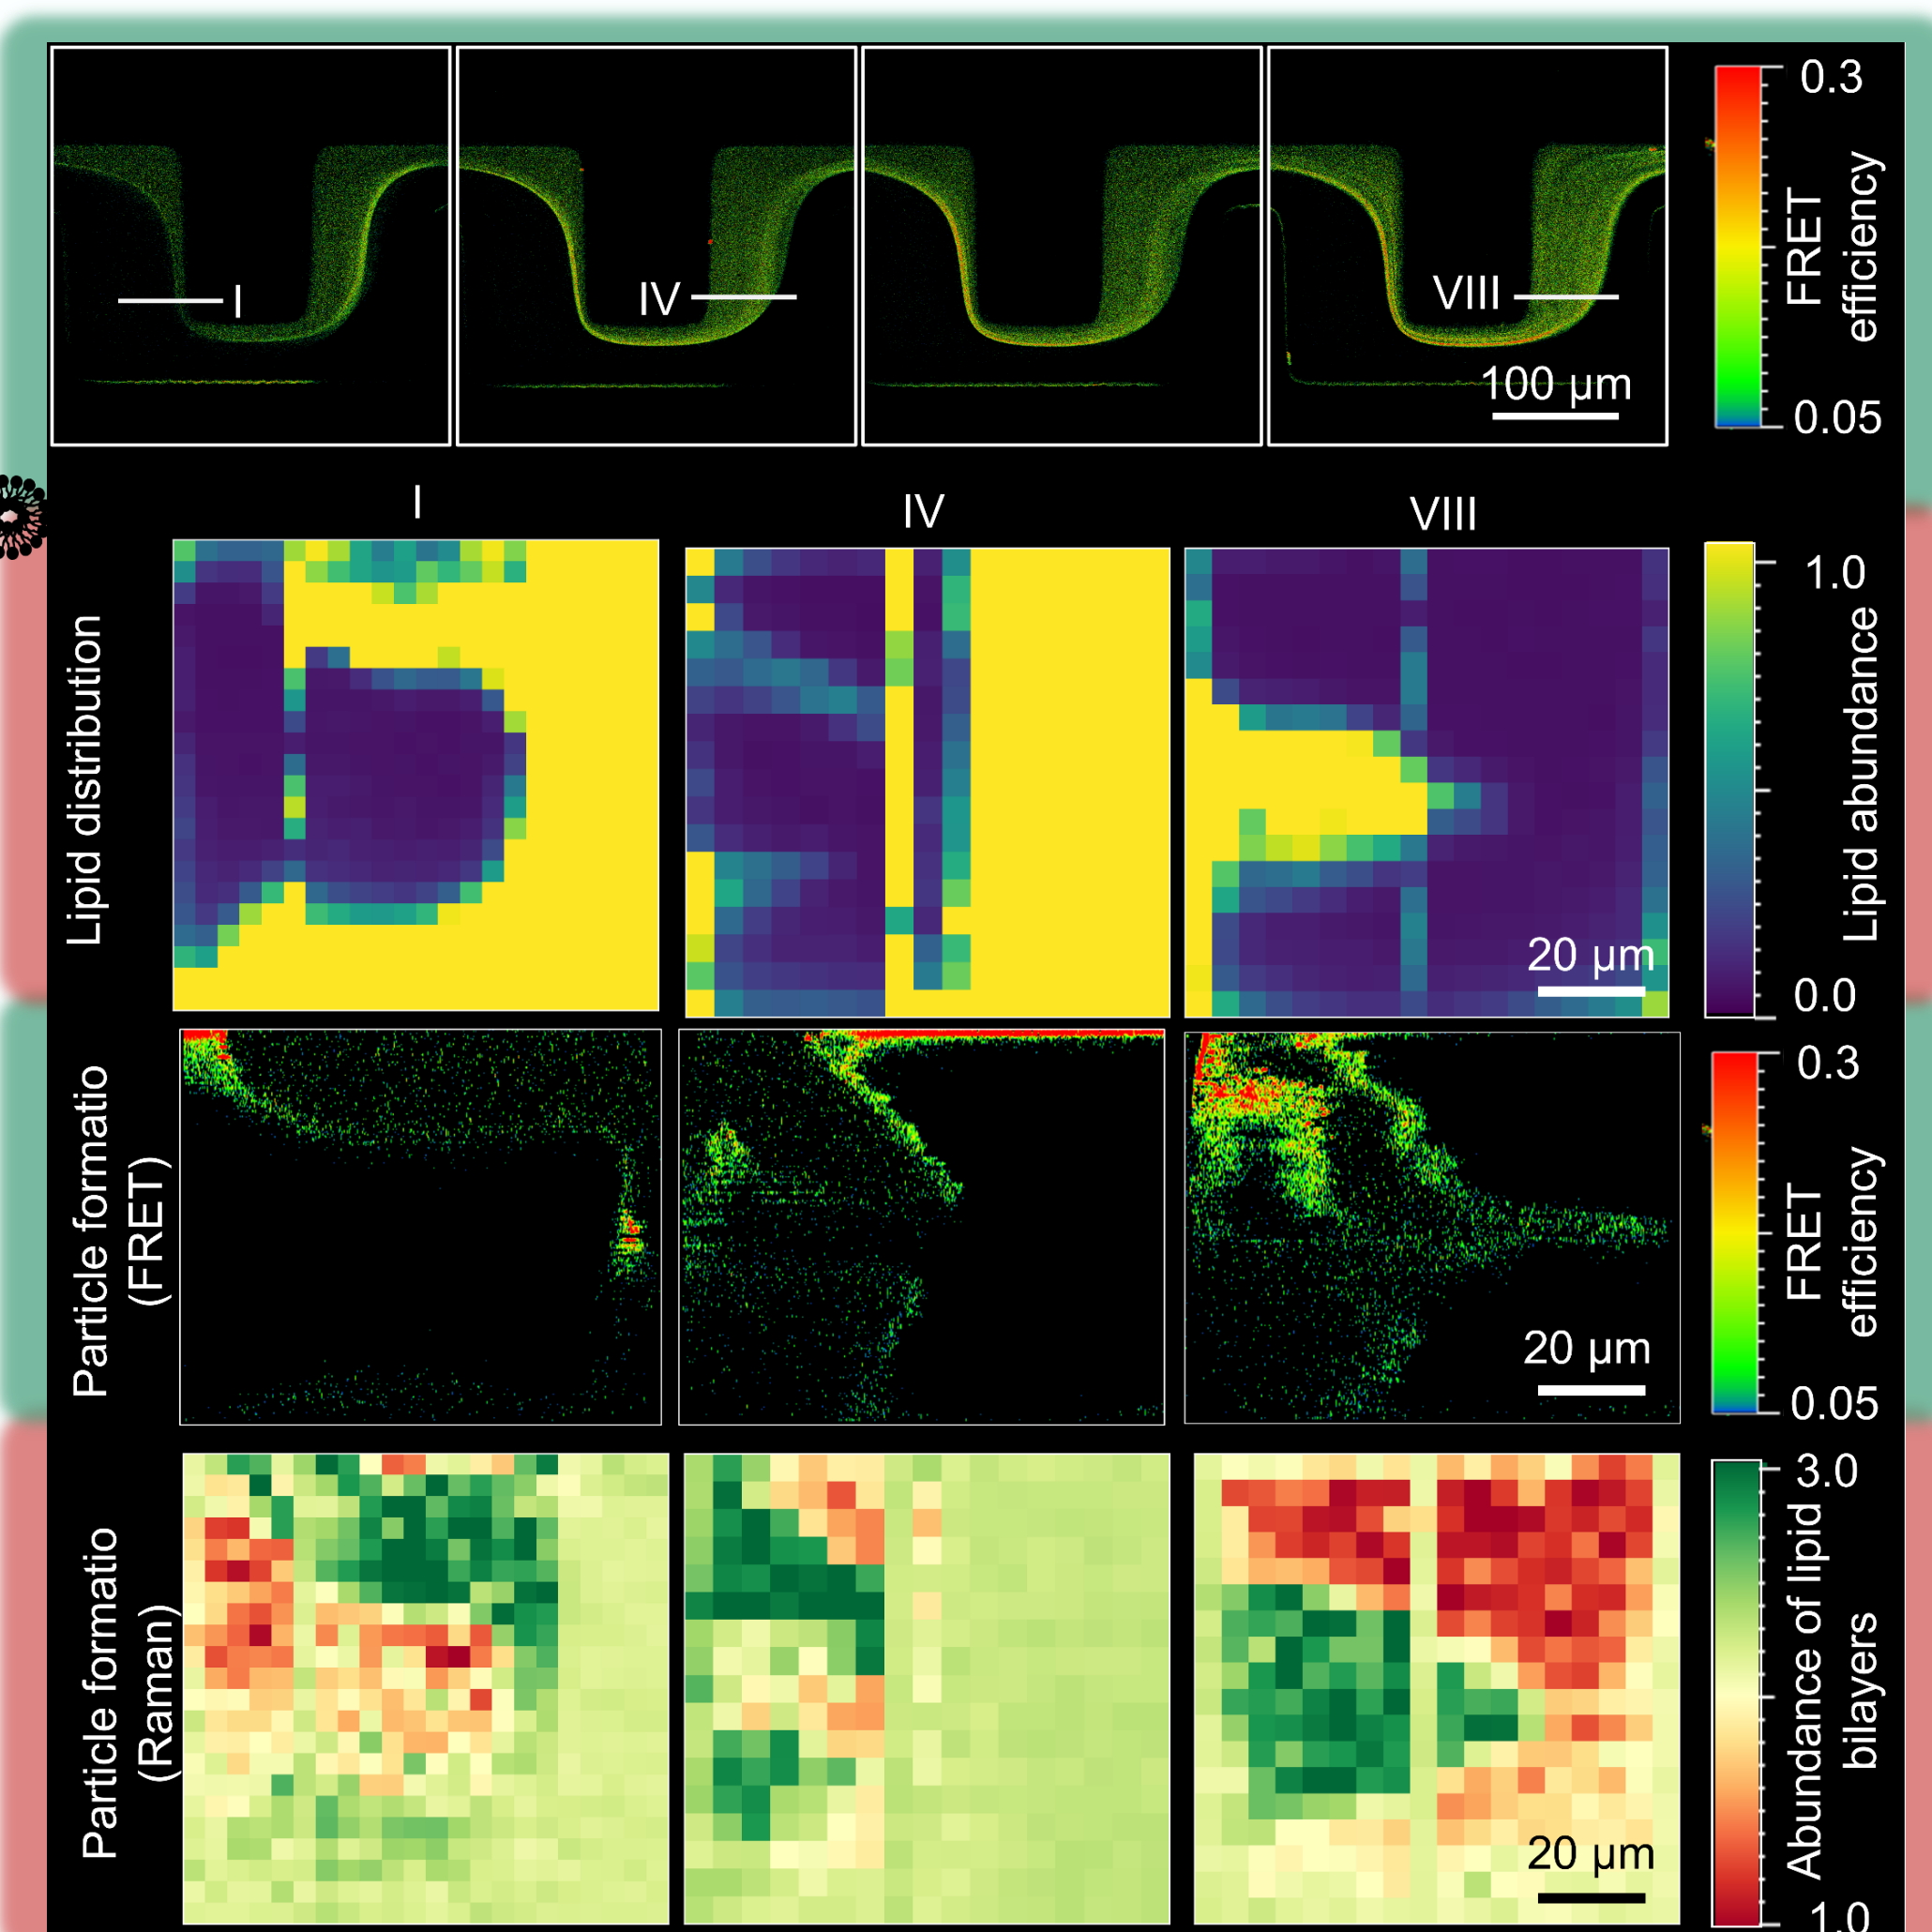 I
IV
VIII
100 µm
0.3
FRET
efficiency
0.05
I
IV
VIII
Lipid distribution
20 µm
1.0
Lipid abundance
0.0
Particle formatio
(FRET)
20 µm
0.3
FRET
efficiency
0.05
Particle formatio
(Raman)
20 µm
3.0
Abundance of lipid
bilayers
1.0